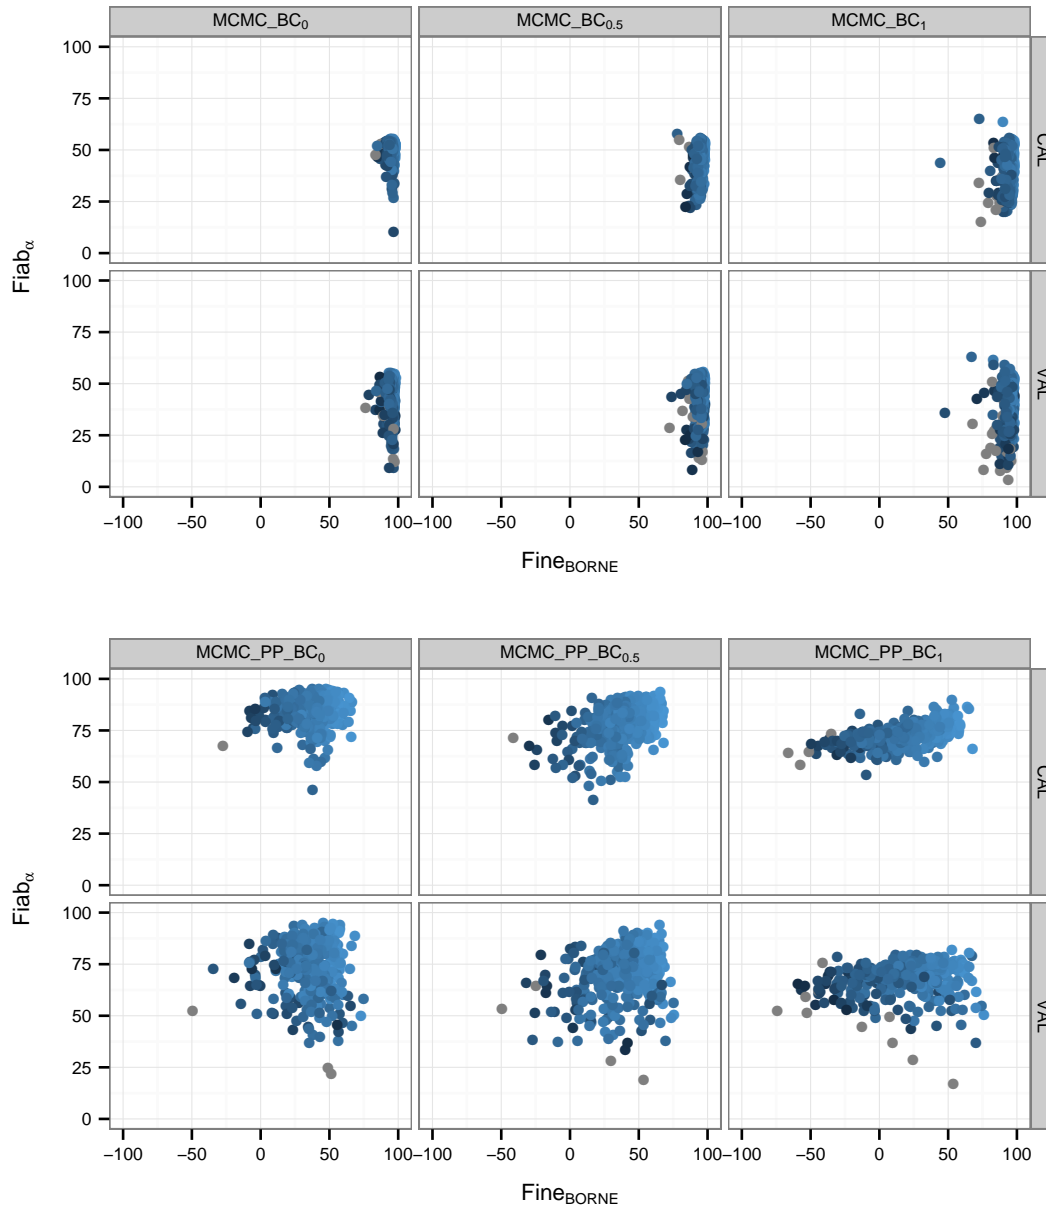 MCMC_BC0 MCMC_BC0.5 MCMC_BC1
100
75
50
25
0
CAL
100
75
50
25
0
VAL
Fiabα
−100 −50 0 50 100 −100 −50 0 50 100 −100 −50 0 50 100
FineBORNE
MCMC_PP_BC0 MCMC_PP_BC0.5 MCMC_PP_BC1
100
75
50
25
0
CAL
100
75
50
25
0
VAL
Fiabα
−100 −50 0 50 100 −100 −50 0 50 100 −100 −50 0 50 100
FineBORNE